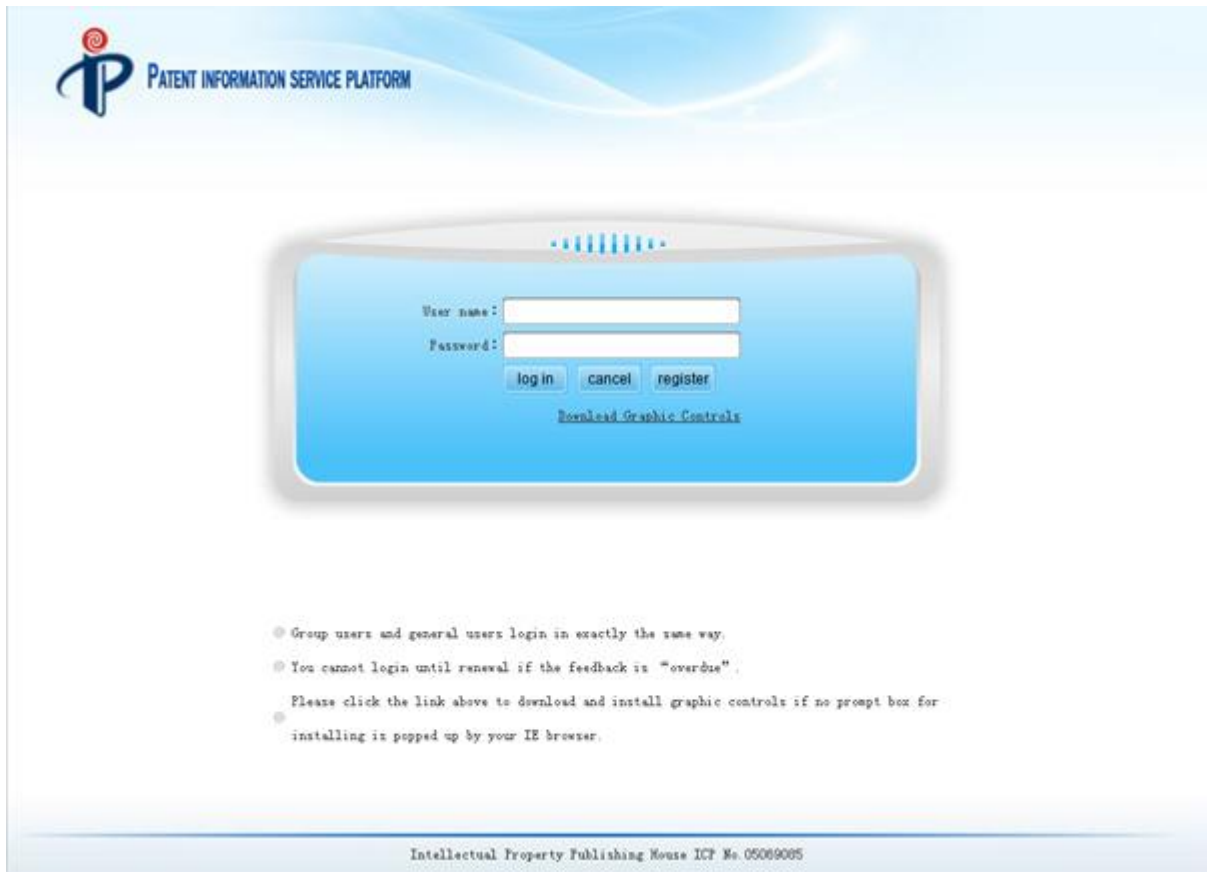 PATENT INFORMATION SERVICE PLATFORM
User name:
Password:
log in cancel register
Download Graphic Controls
Group users and general users login in exactly the same way.
You cannot login until renewal if the feedback is "overdue".
Please click the link above to download and install graphic controls if no prompt box for
installing is popped up by your IE browser.
Intellectual Property Publishing House ICP No.05069085